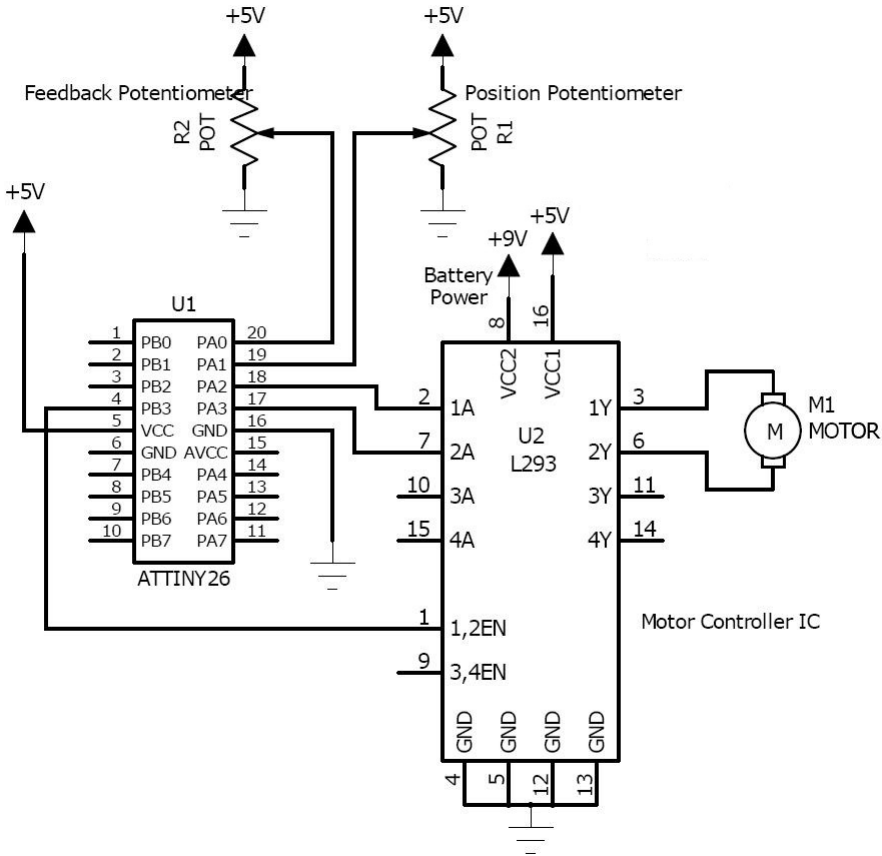 +5V
+5V
Feedback Potentiometer
Position Potentiometer
R2
POT
POT
R1
+5V
+5V
+9V
Battery
Power
8
16
U1
1 PB0 PA0 20
2 PB1 PA1 19
3 PB2 PA2 18
4 PB3 PA3 17
5 VCC GND 16
6 GND AVCC 15
7 PB4 PA4 14
8 PB5 PA5 13
9 PB6 PA6 12
10 PB7 PA7 11
ATTINY26
VCC2
VCC1
2 1A 1Y 3
7 2A 2Y 6
10 3A 3Y 11
15 4A 4Y 14
U2
L293
M
M1
MOTOR
1 1,2EN
9 3,4EN
Motor Controller IC
GND
GND
GND
GND
4
5
12
13